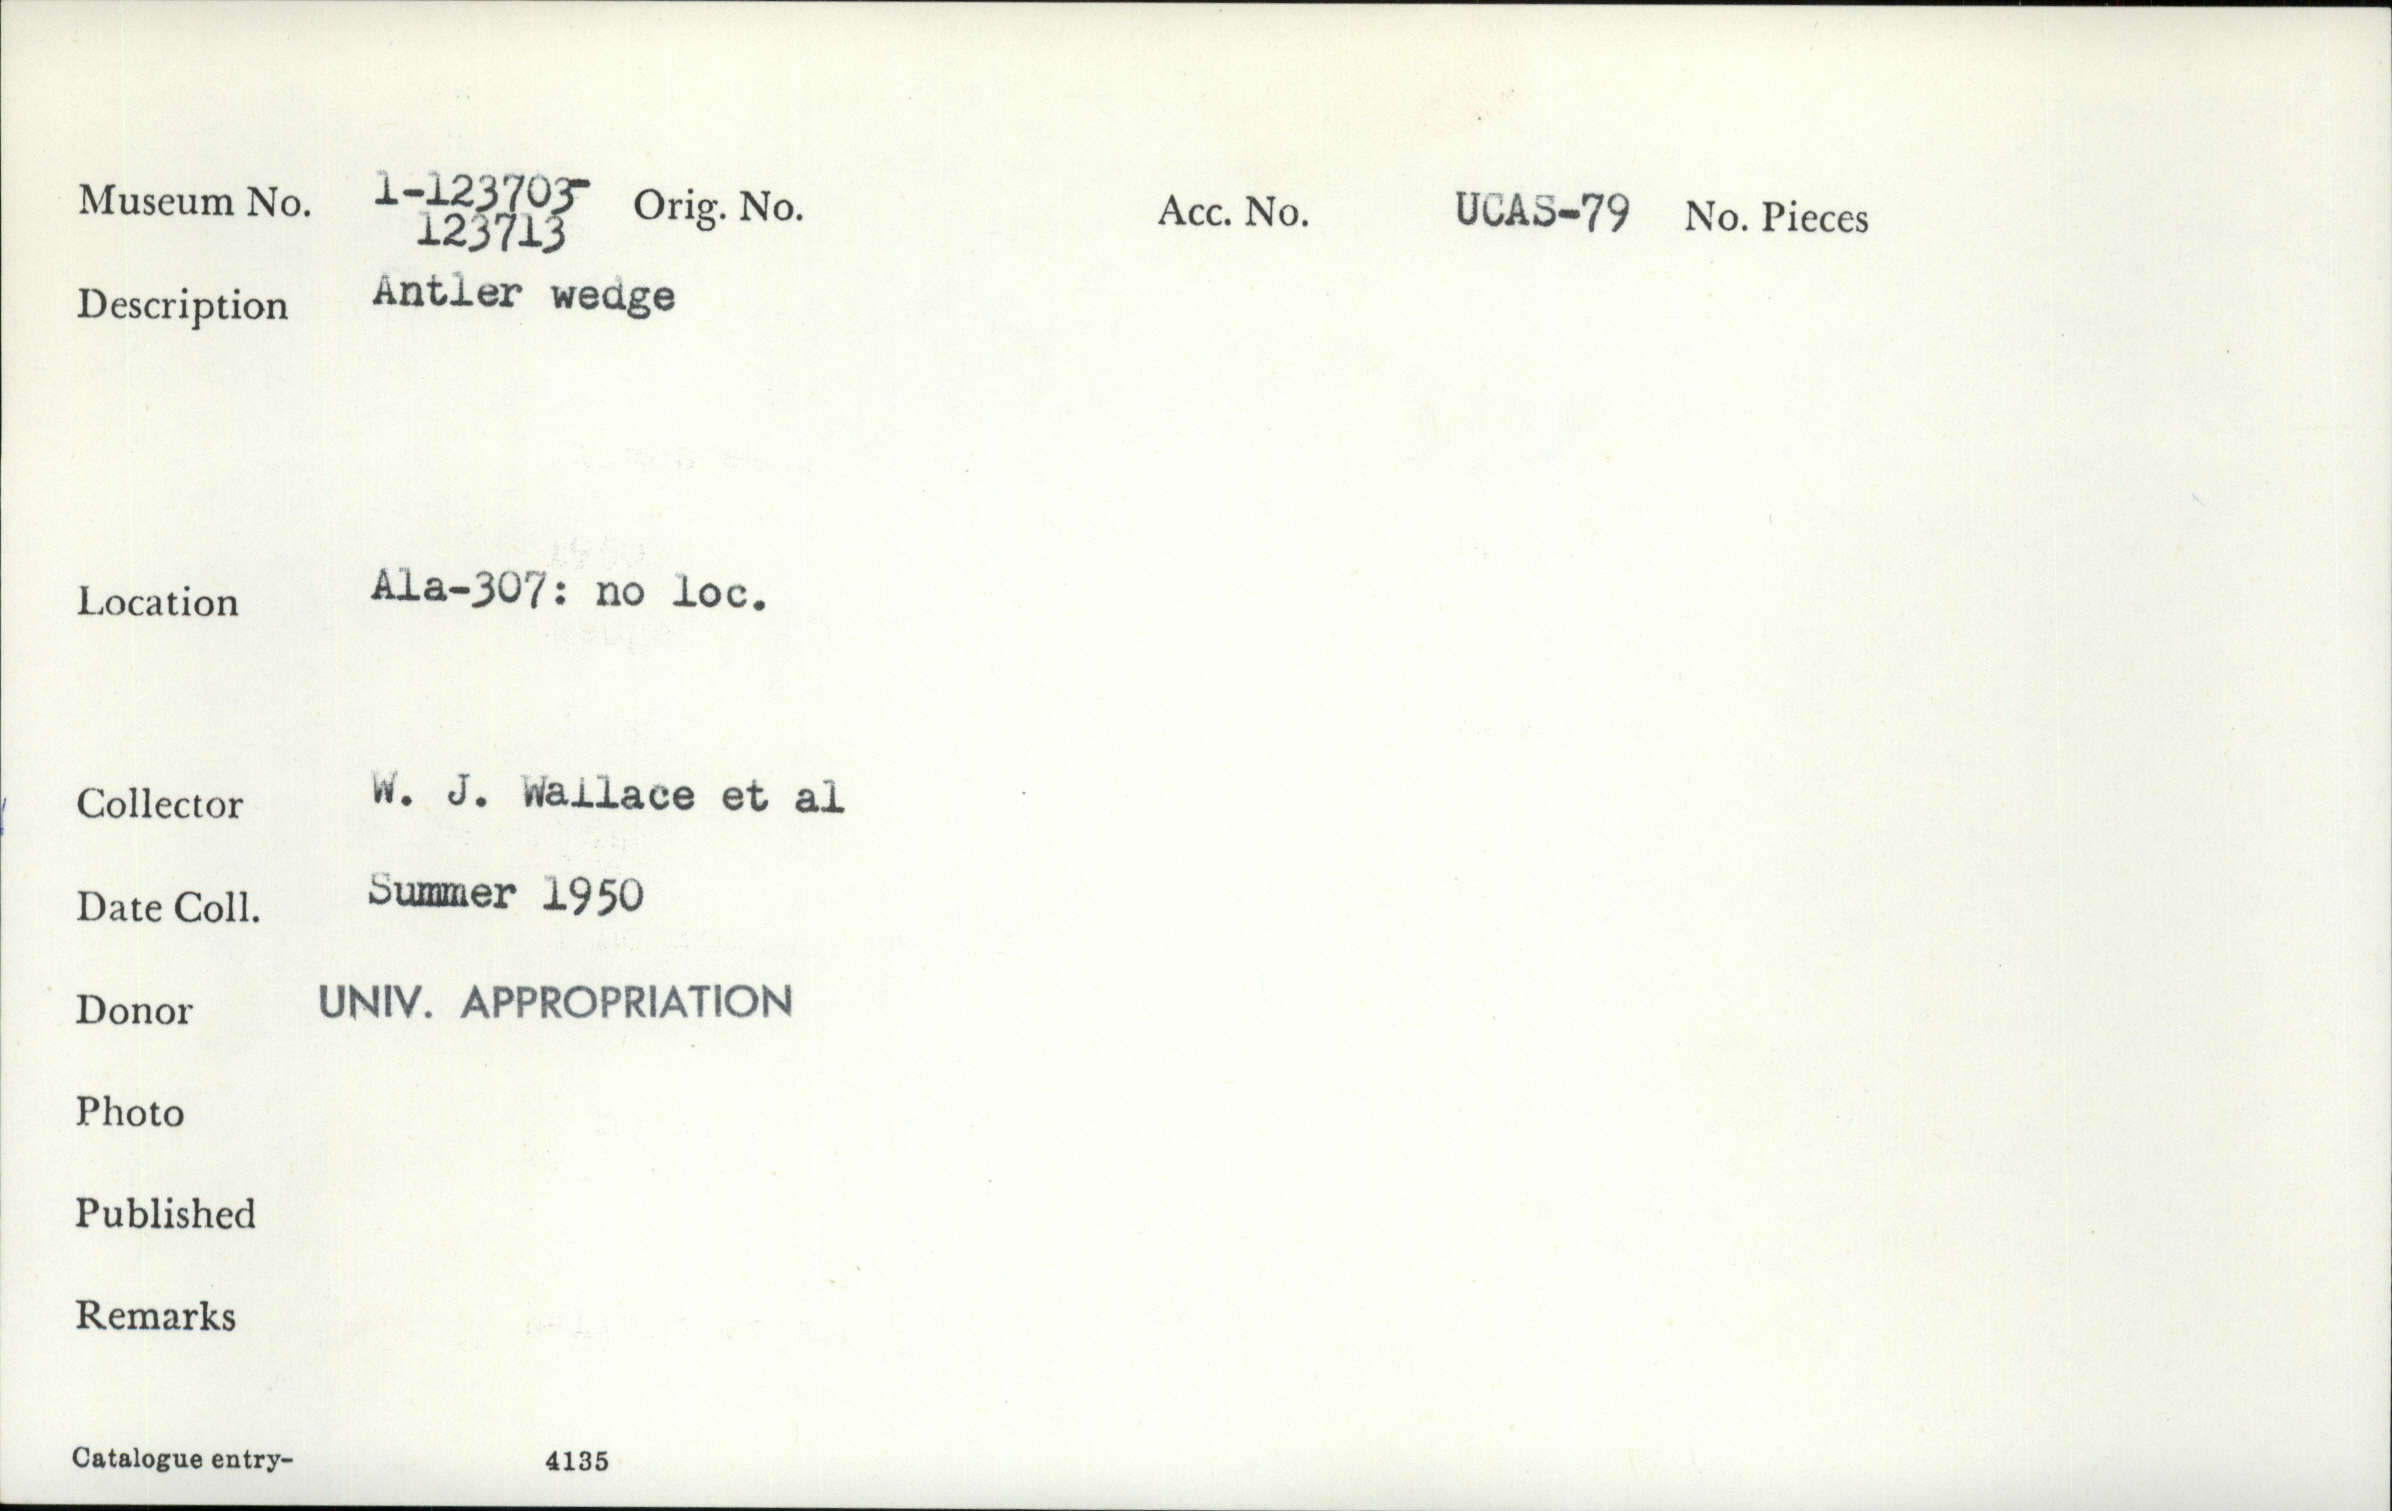 Museum No. 1-123703- Orig. No. Acc. No. UCAS-79 No. Pieces
123713
Description Antler wedge
Location Ala-307: no loc.
Collector W. J. Wallace et al
Date Coll. Summer 1950
Donor UNIV. APPROPRIATION
Photo
Published
Remarks
Catalogue entry- 4135